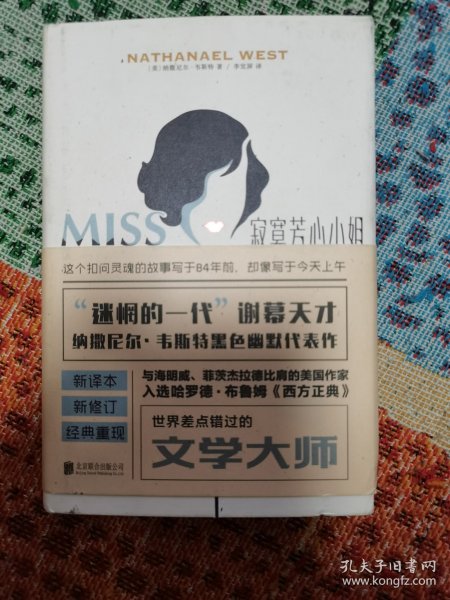 NATHANAEL WEST
(美)纳撒尼尔·韦斯特 著 / 李宏屏 译
MISS
寂寞芳心小姐
这个扣问灵魂的故事写于84年前，却像写于今天上午
“迷惘的一代”谢幕天才
纳撒尼尔·韦斯特黑色幽默代表作
新译本
新修订
经典重现
与海明威、菲茨杰拉德比肩的美国作家
入选哈罗德·布鲁姆《西方正典》
世界差点错过的
文学大师
北京联合出版公司
孔夫子旧书网
www.kongfz.com